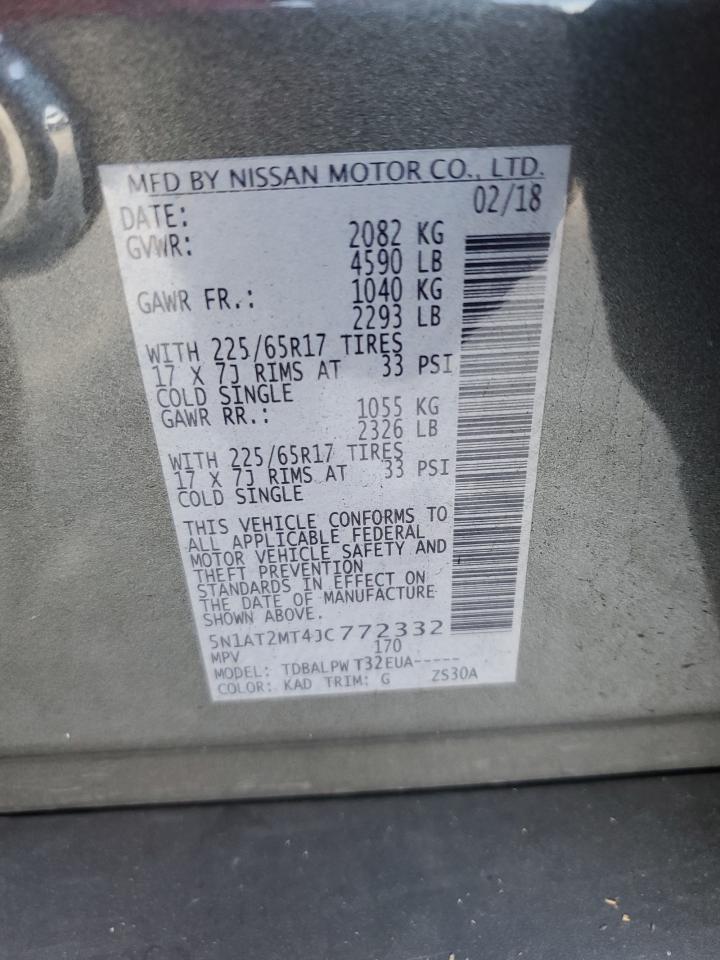 MFD BY NISSAN MOTOR CO., LTD.
DATE: 02/18
GVWR: 2082 KG
4590 LB
GAWR FR.: 1040 KG
2293 LB
WITH 225/65R17 TIRES
17 X 7J RIMS AT 33 PSI
COLD SINGLE
GAWR RR.: 1055 KG
2326 LB
WITH 225/65R17 TIRES
17 X 7J RIMS AT 33 PSI
COLD SINGLE
THIS VEHICLE CONFORMS TO
ALL APPLICABLE FEDERAL
MOTOR VEHICLE SAFETY AND
THEFT PREVENTION
STANDARDS IN EFFECT ON
THE DATE OF MANUFACTURE
SHOWN ABOVE.
5N1AT2MT4JC772332
MPV 170
MODEL: TDBALPW T32EUA-----
COLOR: KAD TRIM: G ZS30A